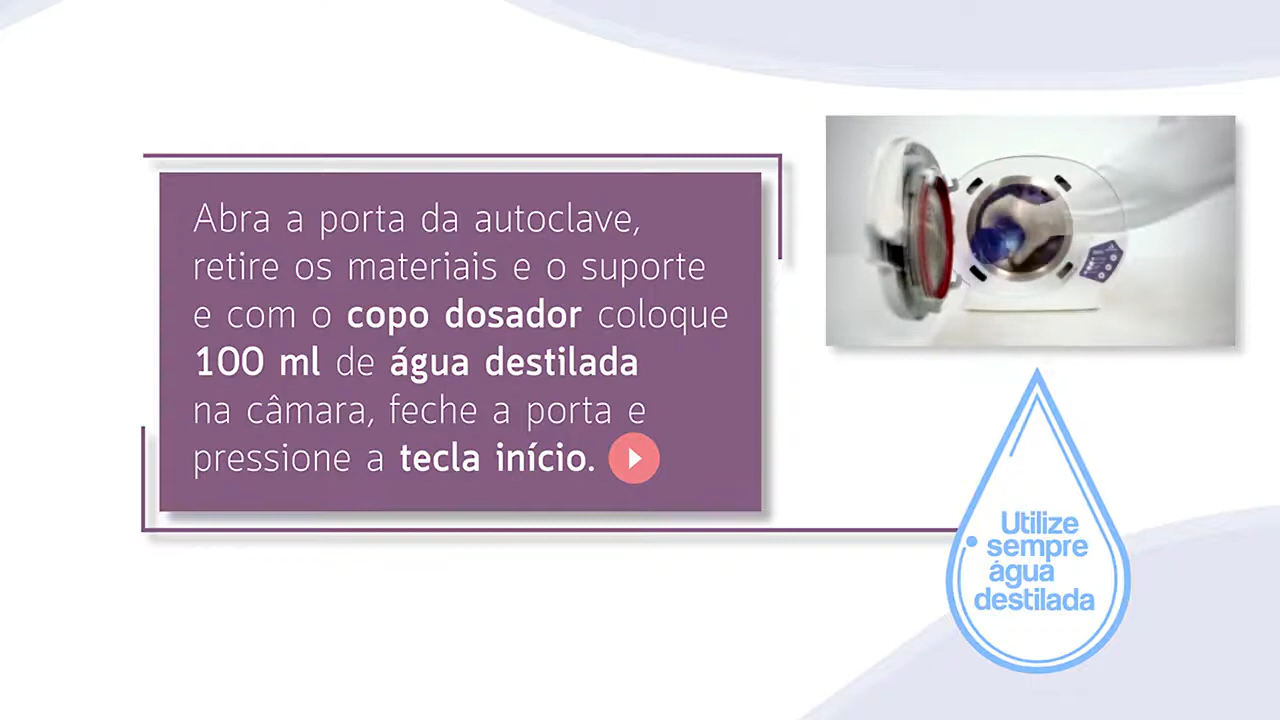 Abra a porta da autoclave,
retire os materiais e o suporte
e com o copo dosador coloque
100 ml de água destilada
na câmara, feche a porta e
pressione a tecla início.
Utilize
sempre
água
destilada